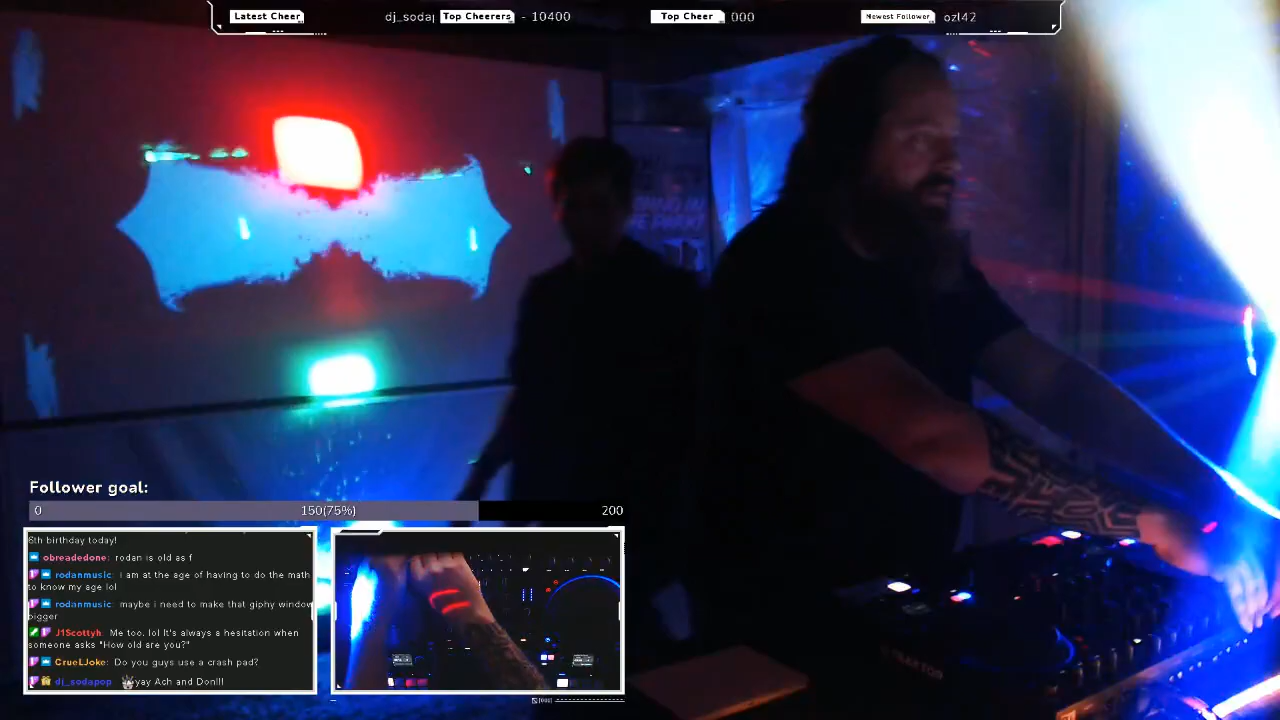 Latest Cheer
dj_sodap
Top Cheerers
- 10400
Top Cheer
000
Newest Follower
ozl42
Follower goal:
0
150(75%)
200
6th birthday today!
obreadedone: rodan is old as f
rodanmusic: i am at the age of having to do the math
to know my age lol
rodanmusic: maybe i need to make that giphy window
bigger
J1Scottyh: Me too. lol It's always a hesitation when
someone asks "How old are you?"
CrueLJoke: Do you guys use a crash pad?
dj_sodapop yay Ach and Don!!!
TRAKTOR